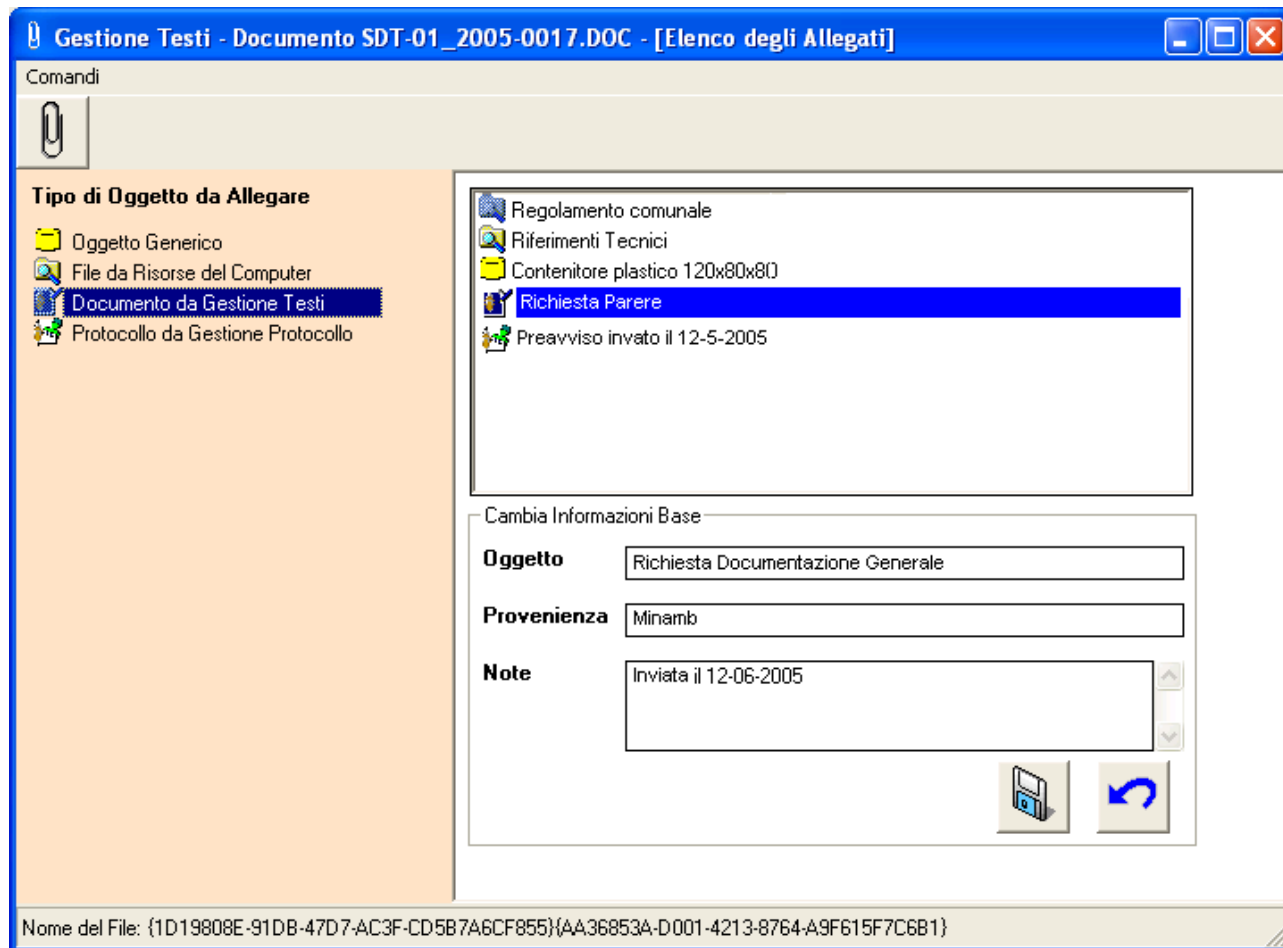 Gestione Testi - Documento SDT-01_2005-0017.DOC - [Elenco degli Allegati]
Comandi
Tipo di Oggetto da Allegare
Oggetto Generico
File da Risorse del Computer
Documento da Gestione Testi
Protocollo da Gestione Protocollo
Regolamento comunale
Riferimenti Tecnici
Contenitore plastico 120x80x80
Richiesta Parere
Preavviso invato il 12-5-2005
Cambia Informazioni Base
Oggetto Richiesta Documentazione Generale
Provenienza Minamb
Note Inviata il 12-06-2005
Nome del File: {1D19808E-91DB-47D7-AC3F-CD5B7A6CF855}{AA36853A-D001-4213-8764-A9F615F7C6B1}